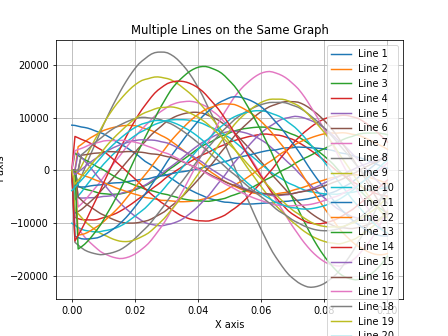 Multiple Lines on the Same Graph
20000
10000
0
−10000
−20000
0.00
0.02
0.04
0.06
X axis
Line 1
Line 2
Line 3
Line 4
Line 5
Line 6
Line 7
Line 8
Line 9
Line 10
Line 11
Line 12
Line 13
Line 14
Line 15
Line 16
Line 17
Line 18
Line 19
Line 20